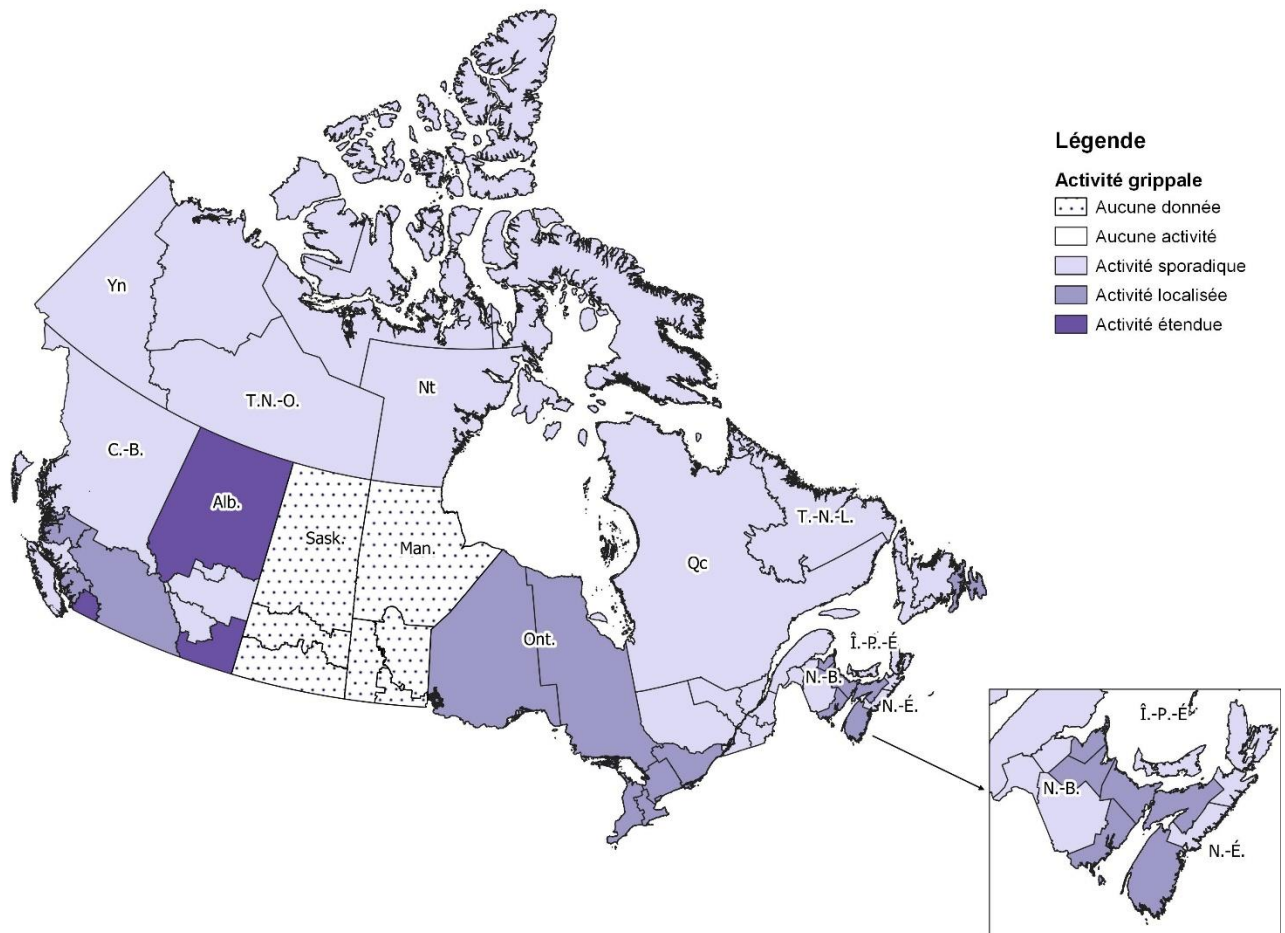 Légende
Activité grippale
Aucune donnée
Aucune activité
Activité sporadique
Activité localisée
Activité étendue
Yn
T.N.-O.
Nt
C.-B.
Alb.
Sask.
Man.
T.-N.-L.
Qc
Ont.
Î.-P.-É
N.-B.
N.-É.
Î.-P.-É
N.-B.
N.-É.